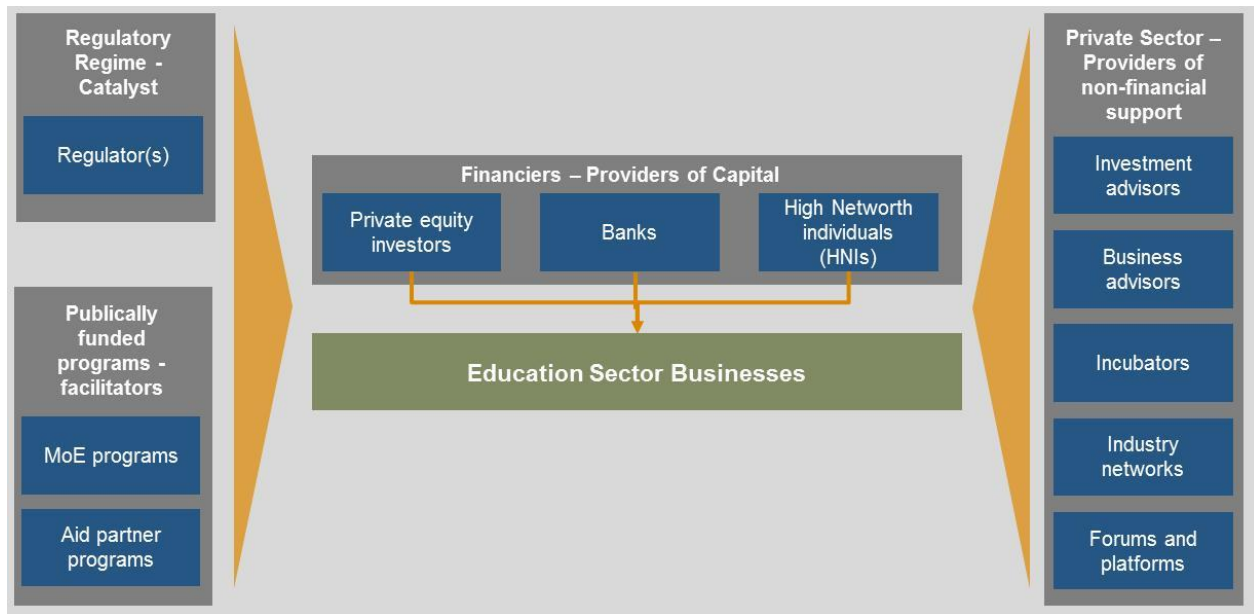 Regulatory
Regime -
Catalyst
Regulator(s)
Publically
funded
programs -
facilitators
MoE programs
Aid partner
programs
Financiers – Providers of Capital
Private equity
investors
Banks
High Networth
individuals
(HNIs)
Education Sector Businesses
Private Sector –
Providers of
non-financial
support
Investment
advisors
Business
advisors
Incubators
Industry
networks
Forums and
platforms